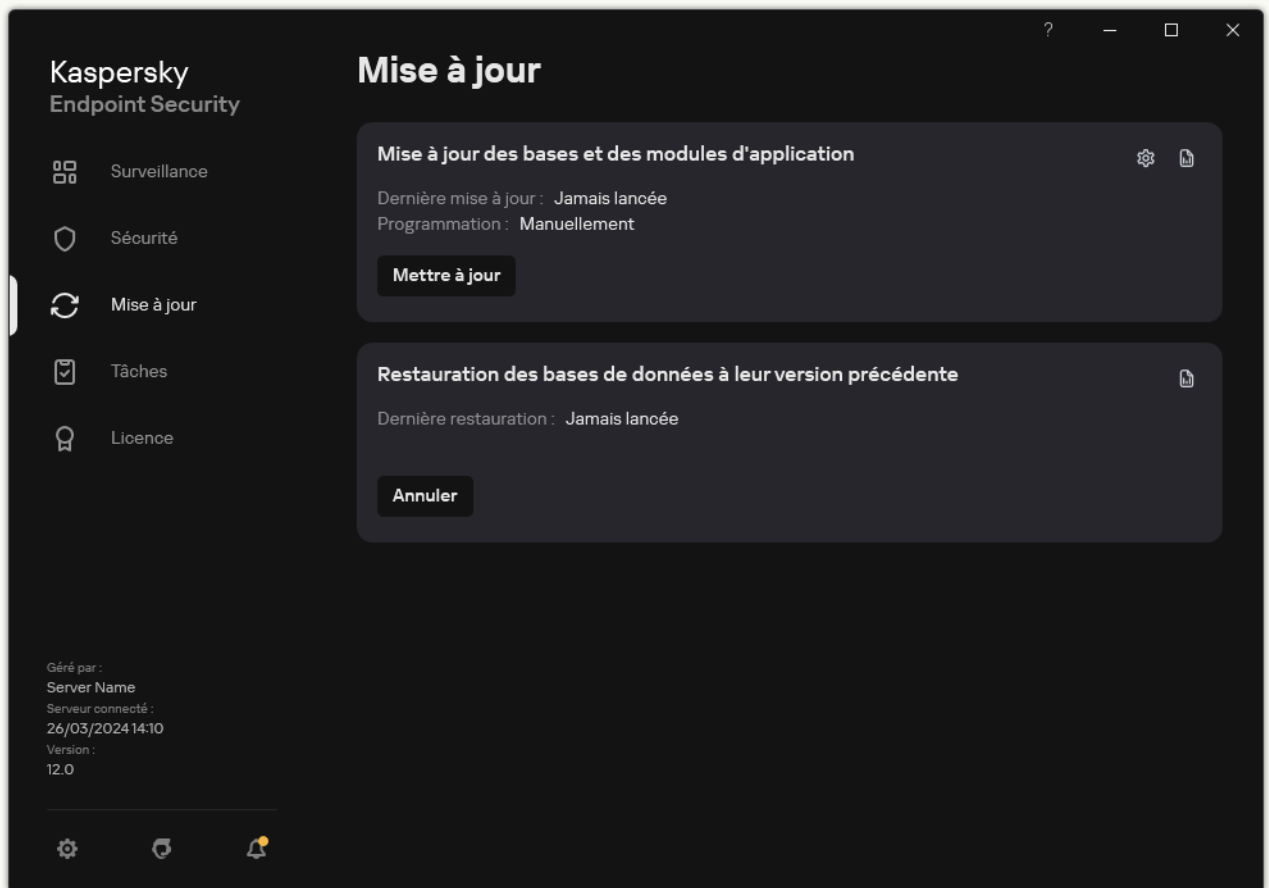 ?
Kaspersky
Endpoint Security
Surveillance
Sécurité
Mise à jour
Tâches
Licence
Géré par :
Server Name
Serveur connecté :
26/03/2024 14:10
Version :
12.0
Mise à jour
Mise à jour des bases et des modules d'application
Dernière mise à jour : Jamais lancée
Programmation : Manuellement
Mettre à jour
Restauration des bases de données à leur version précédente
Dernière restauration : Jamais lancée
Annuler